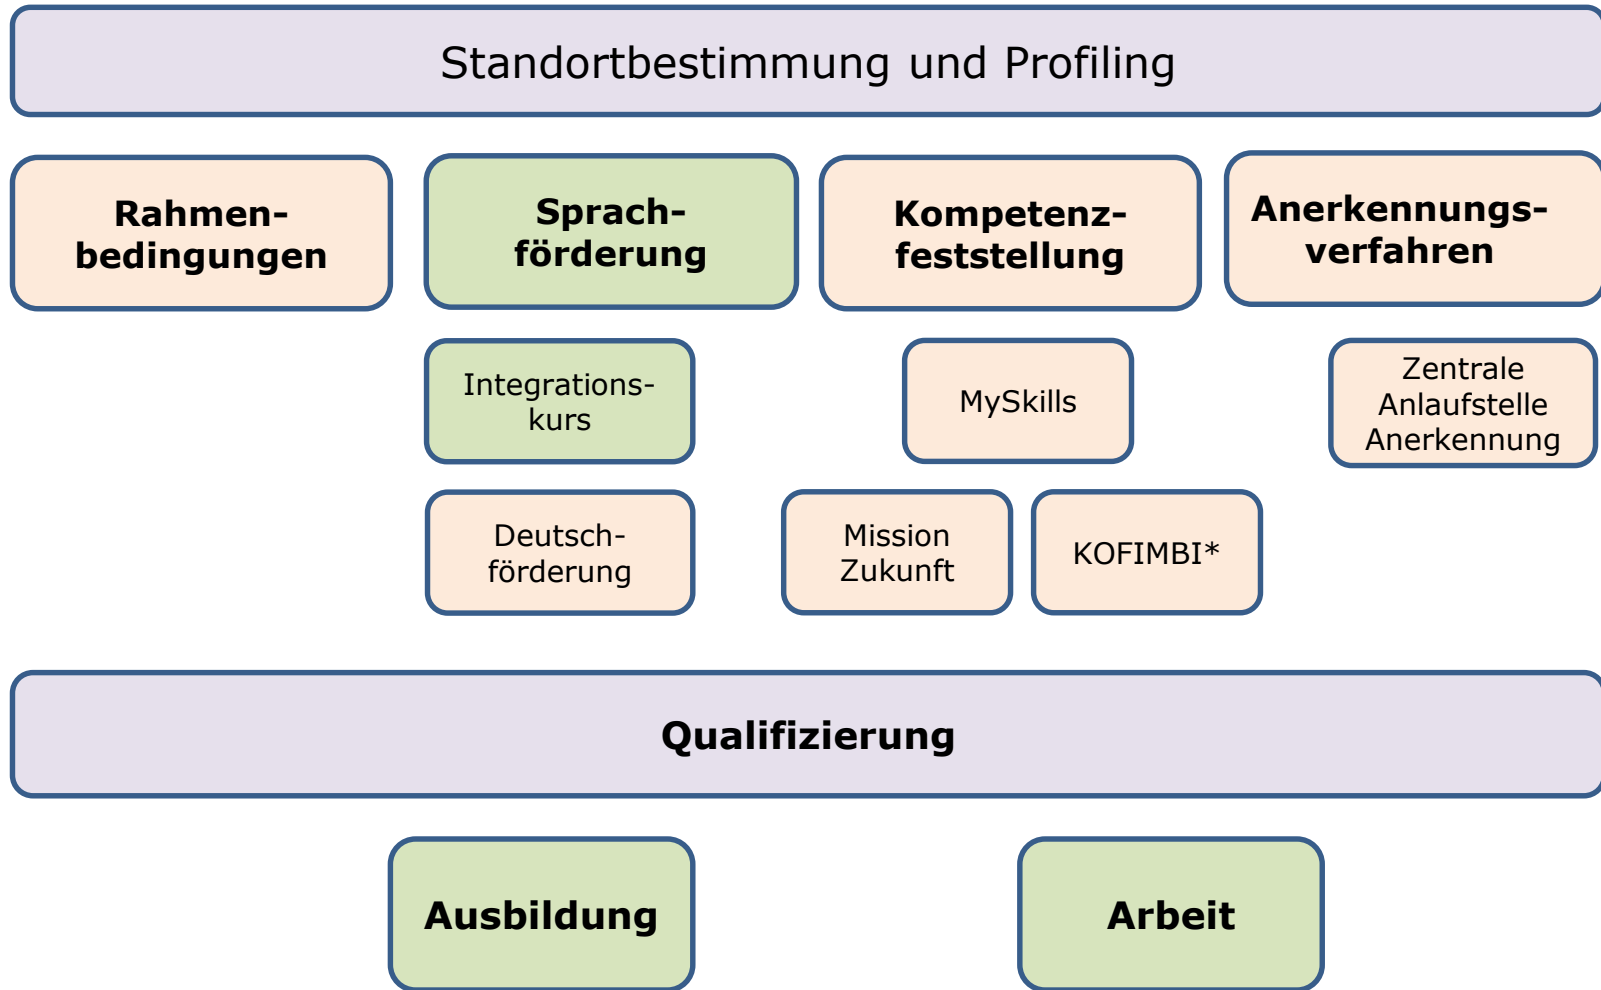 Standortbestimmung und Profiling
Rahmen-
bedingungen
Sprach-
förderung
Kompetenz-
feststellung
Anerkennungs-
verfahren
Integrations-
kurs
MySkills
Zentrale
Anlaufstelle
Anerkennung
Deutsch-
förderung
Mission
Zukunft
KOFIMBI*
Qualifizierung
Ausbildung
Arbeit